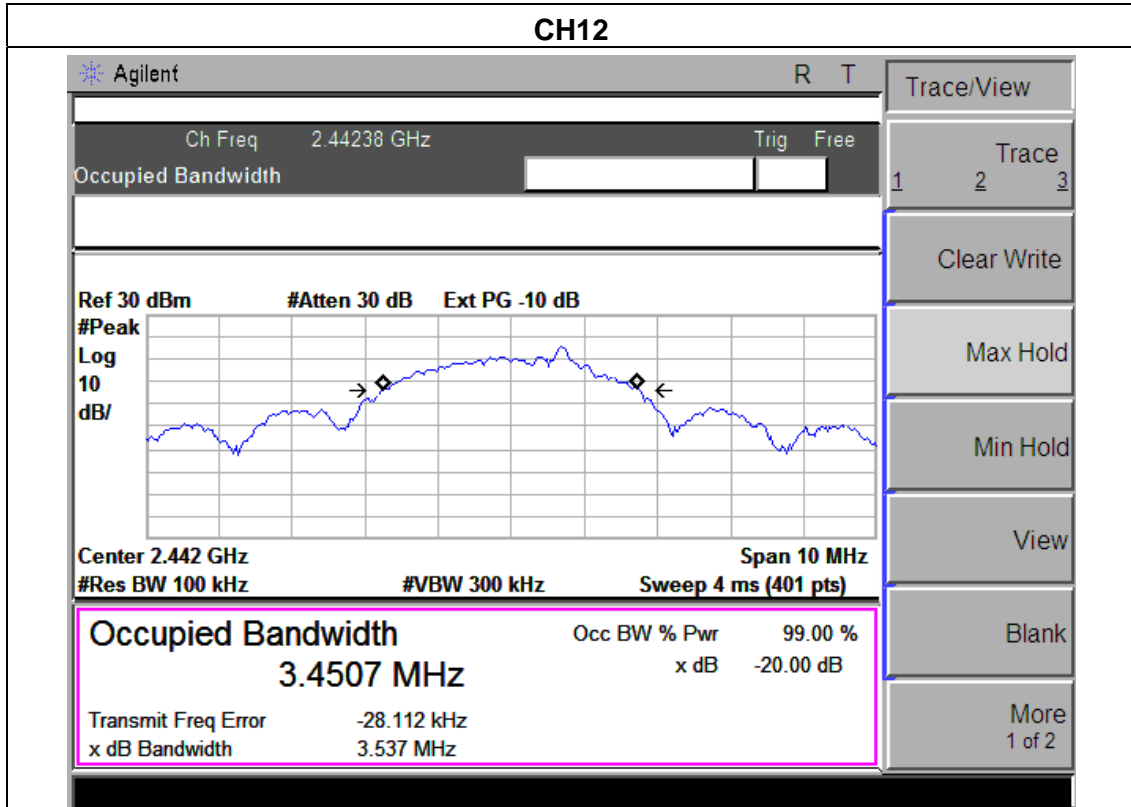 CH12
Agilent R T
Trace/View
Ch Freq 2.44238 GHz Trig Free
Occupied Bandwidth
Trace
1 2 3
Clear Write
Ref 30 dBm #Atten 30 dB Ext PG -10 dB
#Peak
Log
10
dB/
Max Hold
Min Hold
View
Center 2.442 GHz Span 10 MHz
#Res BW 100 kHz #VBW 300 kHz Sweep 4 ms (401 pts)
Occupied Bandwidth Occ BW % Pwr 99.00 %
3.4507 MHz x dB -20.00 dB
Blank
Transmit Freq Error -28.112 kHz
x dB Bandwidth 3.537 MHz
More
1 of 2